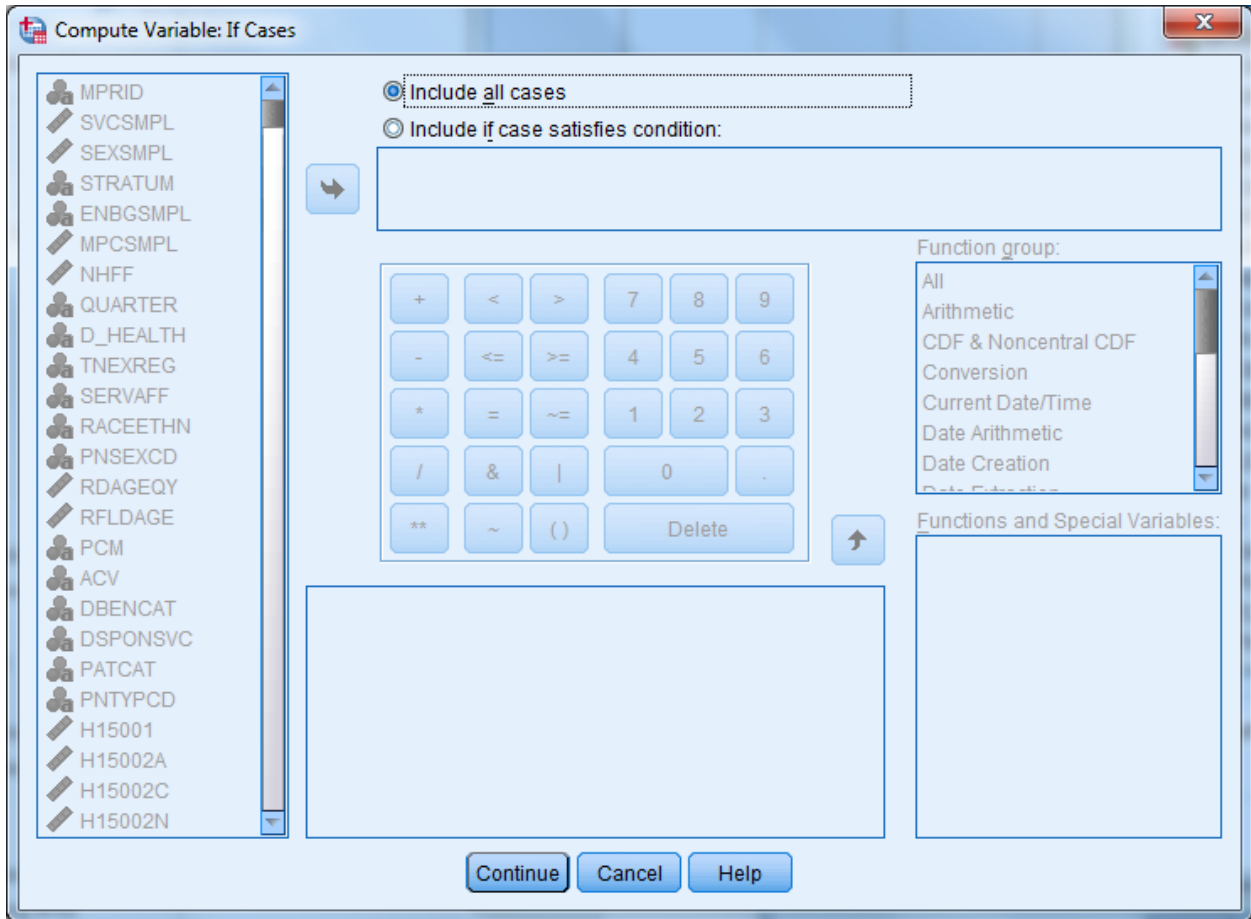 Compute Variable: If Cases
MPRID
SVCSMPL
SEXSMPL
STRATUM
ENBGSMPL
MPCSMPL
NHFF
QUARTER
D_HEALTH
TNEXREG
SERVAFF
RACEETHN
PNSEXCD
RDAGEQY
RFLDAGE
PCM
ACV
DBENCAT
DSPONSVC
PATCAT
PNTYPCD
H15001
H15002A
H15002C
H15002N
Include all cases
Include if case satisfies condition:
+ < > 7 8 9
- <= >= 4 5 6
* = ~= 1 2 3
/ & | 0 .
** ~ ( ) Delete
Function group:
All
Arithmetic
CDF & Noncentral CDF
Conversion
Current Date/Time
Date Arithmetic
Date Creation
Date Extraction
Functions and Special Variables:
Continue Cancel Help